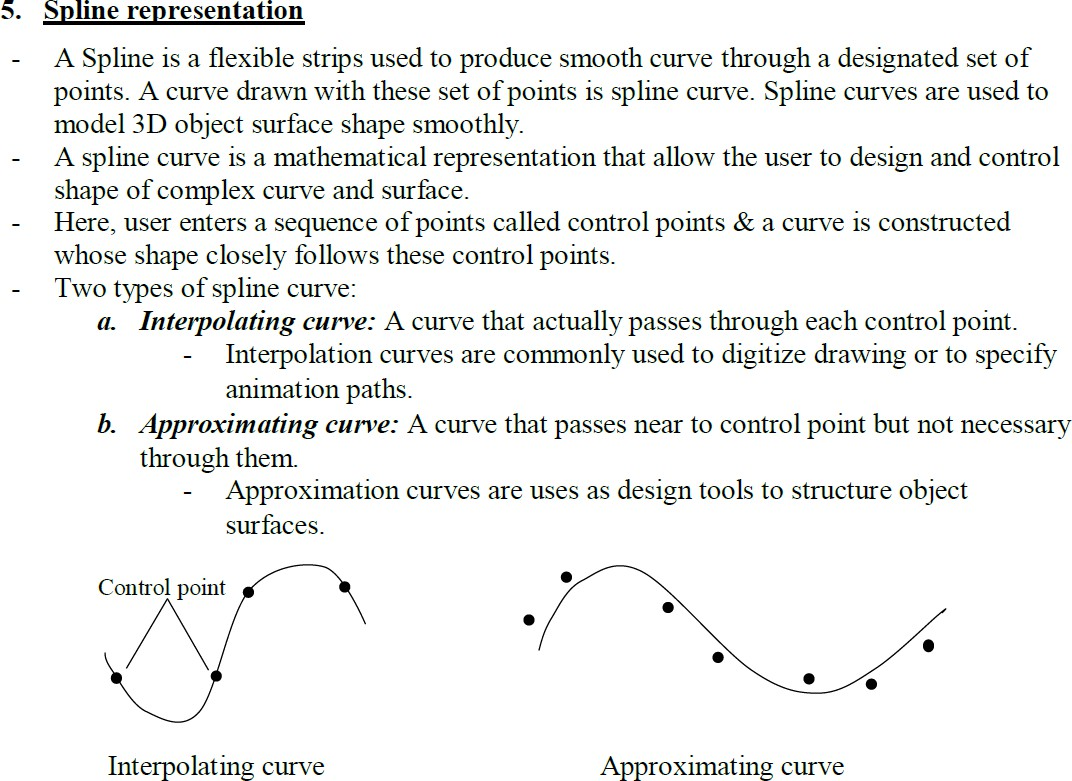 5. Spline representation
- A Spline is a flexible strips used to produce smooth curve through a designated set of
points. A curve drawn with these set of points is spline curve. Spline curves are used to
model 3D object surface shape smoothly.
- A spline curve is a mathematical representation that allow the user to design and control
shape of complex curve and surface.
- Here, user enters a sequence of points called control points & a curve is constructed
whose shape closely follows these control points.
- Two types of spline curve:
a. Interpolating curve: A curve that actually passes through each control point.
- Interpolation curves are commonly used to digitize drawing or to specify
animation paths.
b. Approximating curve: A curve that passes near to control point but not necessary
through them.
- Approximation curves are uses as design tools to structure object
surfaces.
Control point
Interpolating curve
Approximating curve